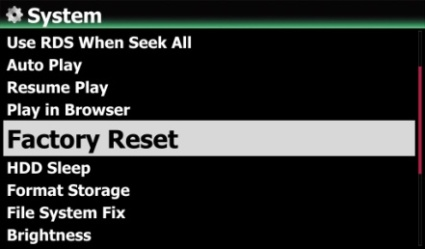 System
Use RDS When Seek All
Auto Play
Resume Play
Play in Browser
Factory Reset
HDD Sleep
Format Storage
File System Fix
Brightness